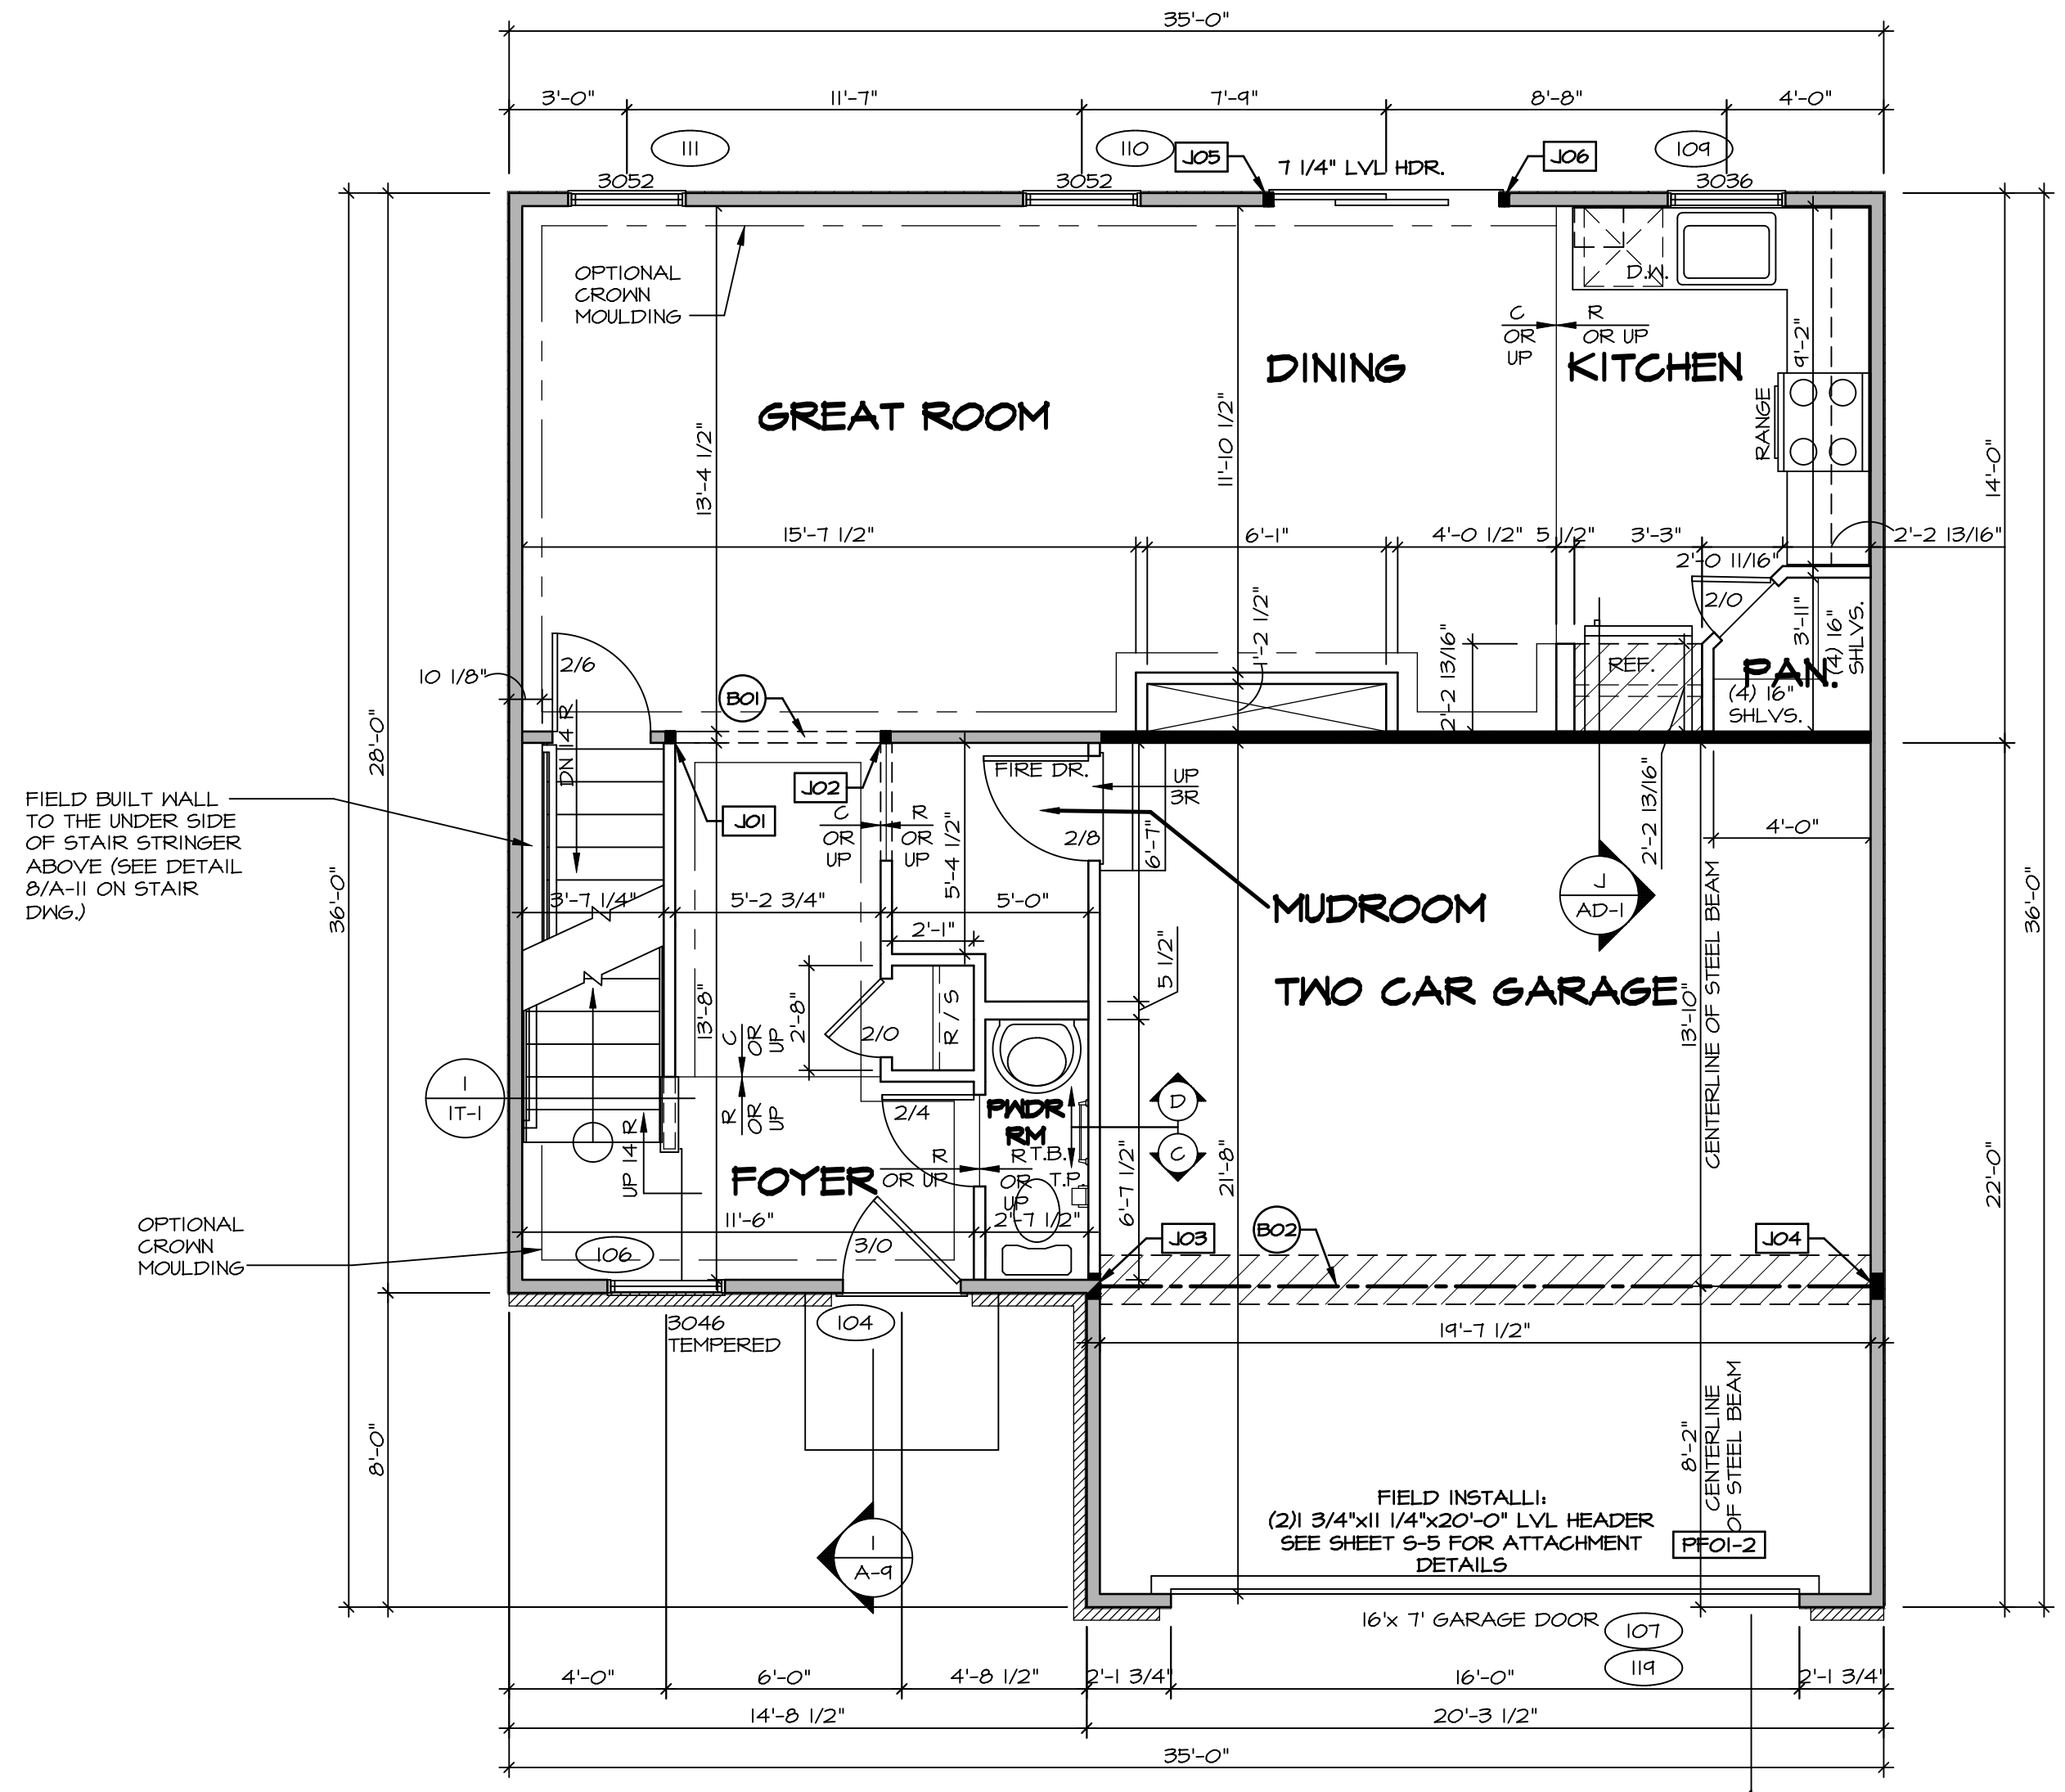 35'-0"
3'-0"
11'-7"
7'-9"
8'-8"
4'-0"
111
110
J05
7 1/4" LVL HDR.
J06
109
3052
3052
3036
OPTIONAL
CROWN
MOULDING
D.W.
C
OR
UP
R
OR UP
9'-2"
DINING
KITCHEN
GREAT ROOM
RANGE
13'-4 1/2"
11'-10 1/2"
14'-0"
15'-7 1/2"
6'-1"
4'-0 1/2"
5 1/2"
3'-3"
2'-2 13/16"
2'-0 11/16"
2/0
1'-2 1/2"
3'-11"
(4) 16"
SHLVS.
2'-2 13/16"
REF.
PAN.
(4) 16"
SHLVS.
10 1/8"
2/6
B01
DN 14 R
28'-0"
36'-0"
FIRE DR.
UP
3R
J02
J01
C
OR
UP
R
OR
UP
5'-4 1/2"
2/8
6'-7"
2'-2 13/16"
4'-0"
FIELD BUILT WALL
TO THE UNDER SIDE
OF STAIR STRINGER
ABOVE (SEE DETAIL
8/A-11 ON STAIR
DWG.)
J
AD-1
36'-0"
3'-7 1/4"
5'-2 3/4"
5'-0"
MUDROOM
2'-1"
5 1/2"
TWO CAR GARAGE
13'-10"
CENTERLINE OF STEEL BEAM
13'-8"
C
OR
UP
2'-8"
2/0
R / S
1
1T-1
R
OR
UP
2/4
PWDR
RM
D
C
T.B.
T.P.
UP 14 R
FOYER
R
OR UP
R
OR
UP
6'-7 1/2"
21'-8"
22'-0"
OPTIONAL
CROWN
MOULDING
11'-6"
2'-7 1/2"
106
3/0
J03
B02
J04
3046
TEMPERED
104
19'-7 1/2"
8'-0"
8'-2"
CENTERLINE
OF STEEL BEAM
FIELD INSTALL1:
(2)1 3/4"x11 1/4"x20'-0" LVL HEADER
SEE SHEET S-5 FOR ATTACHMENT
DETAILS
PF01-2
1
A-9
16'x 7' GARAGE DOOR
107
119
4'-0"
6'-0"
4'-8 1/2"
2'-1 3/4"
16'-0"
2'-1 3/4"
14'-8 1/2"
20'-3 1/2"
35'-0"